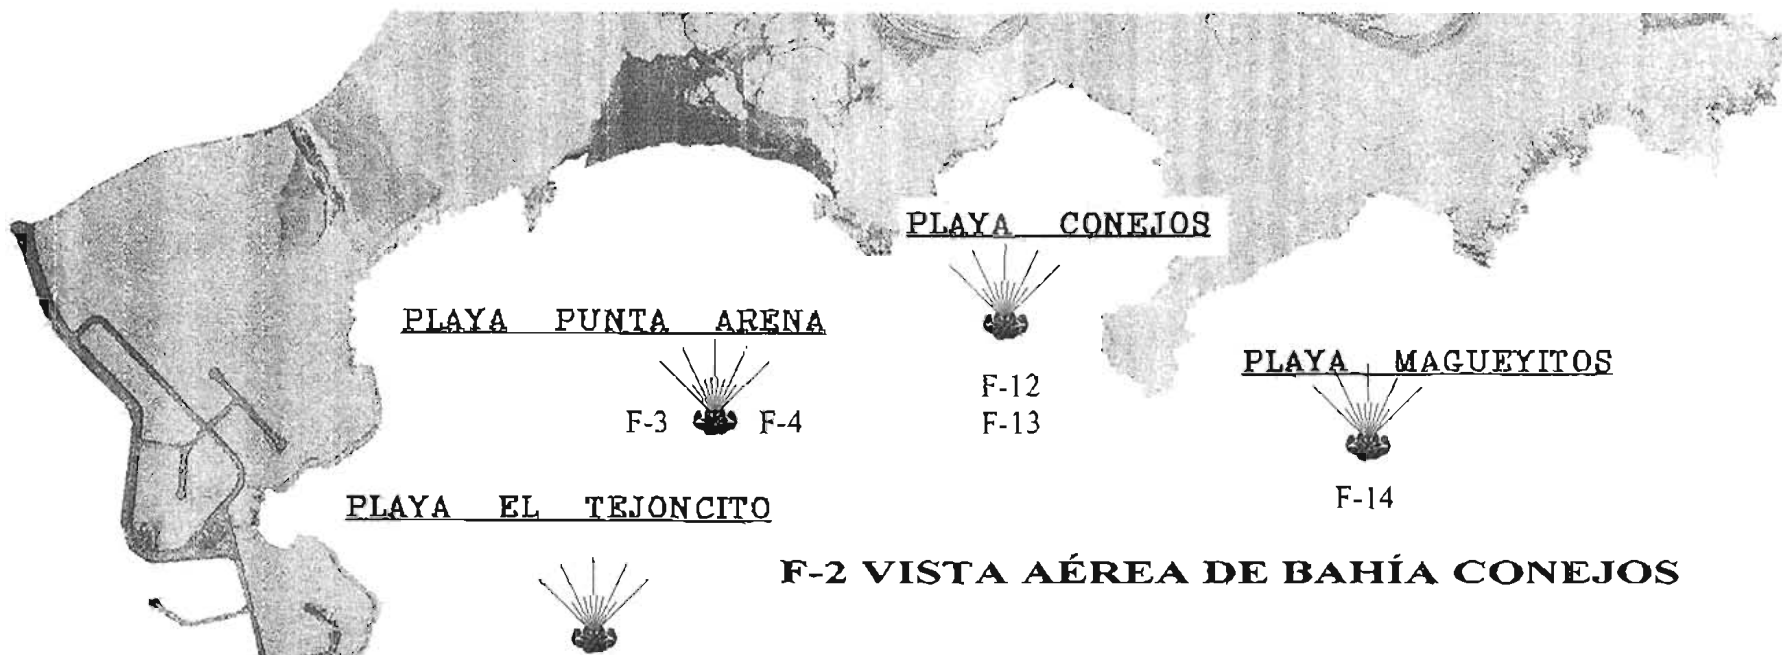 PLAYA CONEJOS
PLAYA PUNTA ARENA
PLAYA MAGUEYITOS
F-12
F-3 F-4
F-13
F-14
PLAYA EL TEJONCITO
F-2 VISTA AÉREA DE BAHÍA CONEJOS